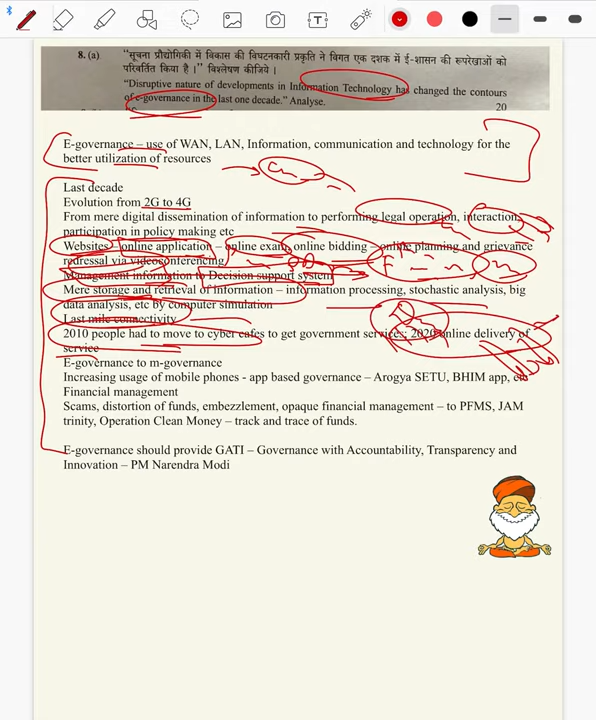 8. (a) “सूचना प्रौद्योगिकी में विकास की विघटनकारी प्रकृति ने विगत एक दशक में ई-शासन की रूपरेखाओं को
परिवर्तित किया है।” विश्लेषण कीजिये ।
“Disruptive nature of developments in Information Technology has changed the contours
of e-governance in the last one decade.” Analyse.
20
E-governance – use of WAN, LAN, Information, communication and technology for the
better utilization of resources
Last decade
Evolution from 2G to 4G
From mere digital dissemination of information to performing legal operation, interaction,
participation in policy making etc
Websites – online application – online exam, online bidding – online planning and grievance
redressal via videoconferencing
Management information to Decision support system
Mere storage and retrieval of information – information processing, stochastic analysis, big
data analysis, etc by computer simulation
Last mile connectivity
2010 people had to move to cyber cafes to get government services; 2020 online delivery of
service
E-governance to m-governance
Increasing usage of mobile phones - app based governance – Arogya SETU, BHIM app, etc
Financial management
Scams, distortion of funds, embezzlement, opaque financial management – to PFMS, JAM
trinity, Operation Clean Money – track and trace of funds.
E-governance should provide GATI – Governance with Accountability, Transparency and
Innovation – PM Narendra Modi